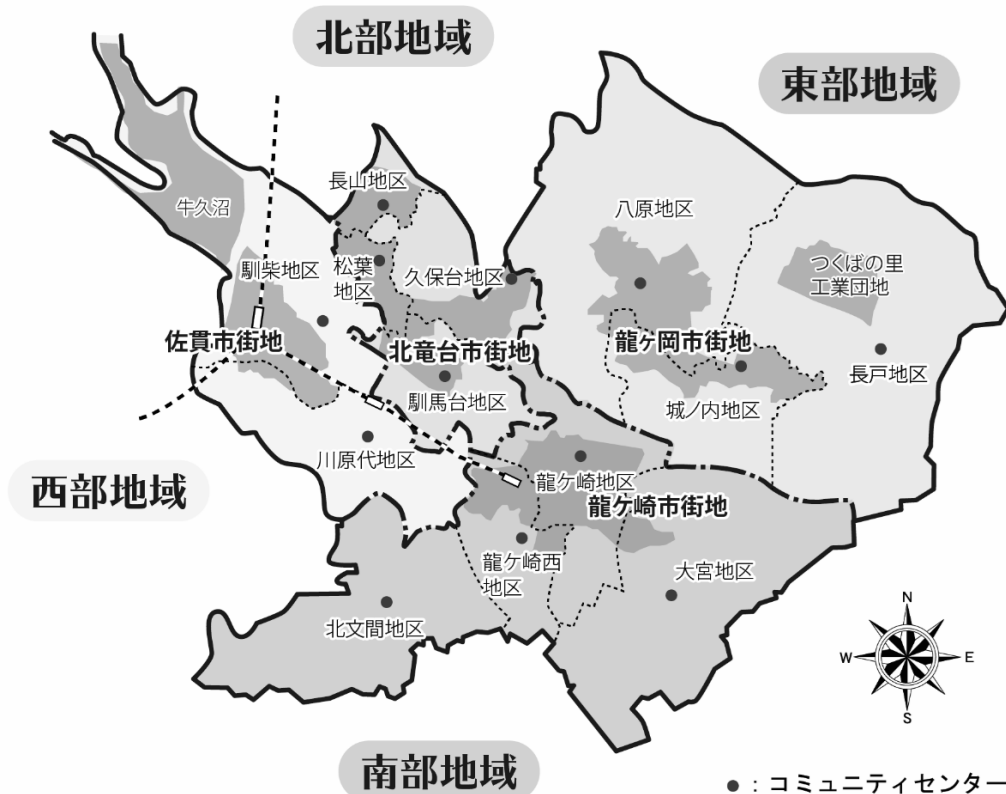 北部地域
東部地域
長山地区
牛久沼
八原地区
馴柴地区
松葉
地区
久保台地区
つくばの里
工業団地
佐貫市街地
北竜台市街地
龍ヶ岡市街地
長戸地区
馴馬台地区
城ノ内地区
川原代地区
龍ケ崎地区
西部地域
龍ケ崎市街地
龍ケ崎西
地区
大宮地区
北文間地区
N
W
E
S
南部地域
●：コミュニティセンター